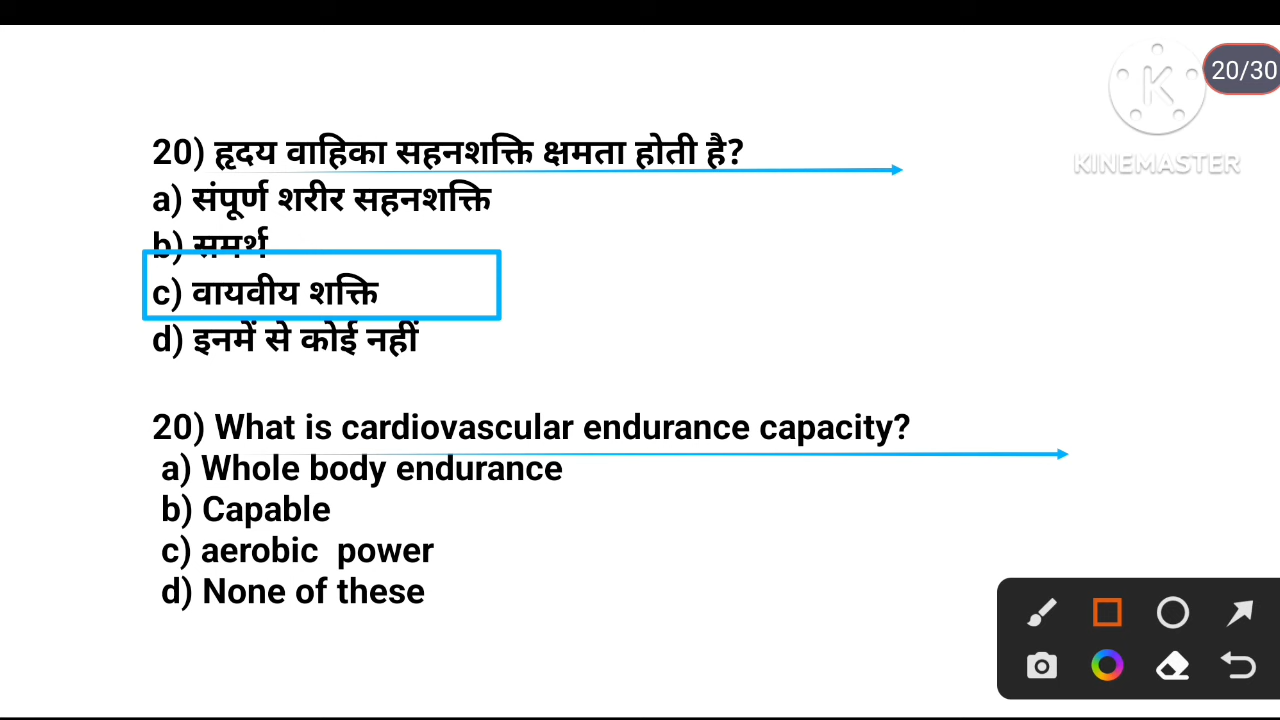 20/30
KINEMASTER
20) हृदय वाहिका सहनशक्ति क्षमता होती है?
a) संपूर्ण शरीर सहनशक्ति
b) समर्थ
c) वायवीय शक्ति
d) इनमें से कोई नहीं
20) What is cardiovascular endurance capacity?
a) Whole body endurance
b) Capable
c) aerobic power
d) None of these